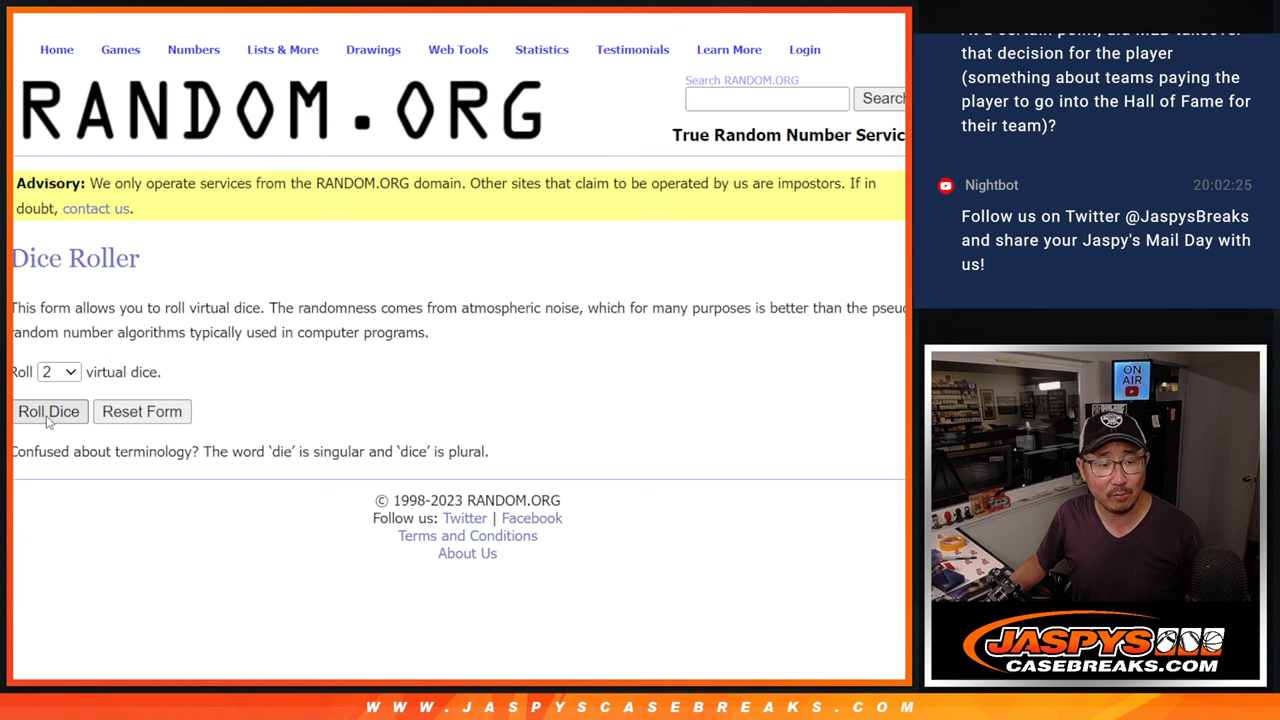 Home Games Numbers Lists & More Drawings Web Tools Statistics Testimonials Learn More Login
RANDOM.ORG
Search RANDOM.ORG
Search
True Random Number Servic
Advisory: We only operate services from the RANDOM.ORG domain. Other sites that claim to be operated by us are impostors. If in
doubt, contact us.
Dice Roller
This form allows you to roll virtual dice. The randomness comes from atmospheric noise, which for many purposes is better than the pseudo
random number algorithms typically used in computer programs.
Roll 2 virtual dice.
Roll Dice Reset Form
Confused about terminology? The word ‘die’ is singular and ‘dice’ is plural.
© 1998-2023 RANDOM.ORG
Follow us: Twitter | Facebook
Terms and Conditions
About Us
that decision for the player
(something about teams paying the
player to go into the Hall of Fame for
their team)?
Nightbot 20:02:25
Follow us on Twitter @JaspysBreaks
and share your Jaspy's Mail Day with
us!
ON
AIR
JASPYS
CASEBREAKS.COM
WWW.JASPYSCASEBREAKS.COM